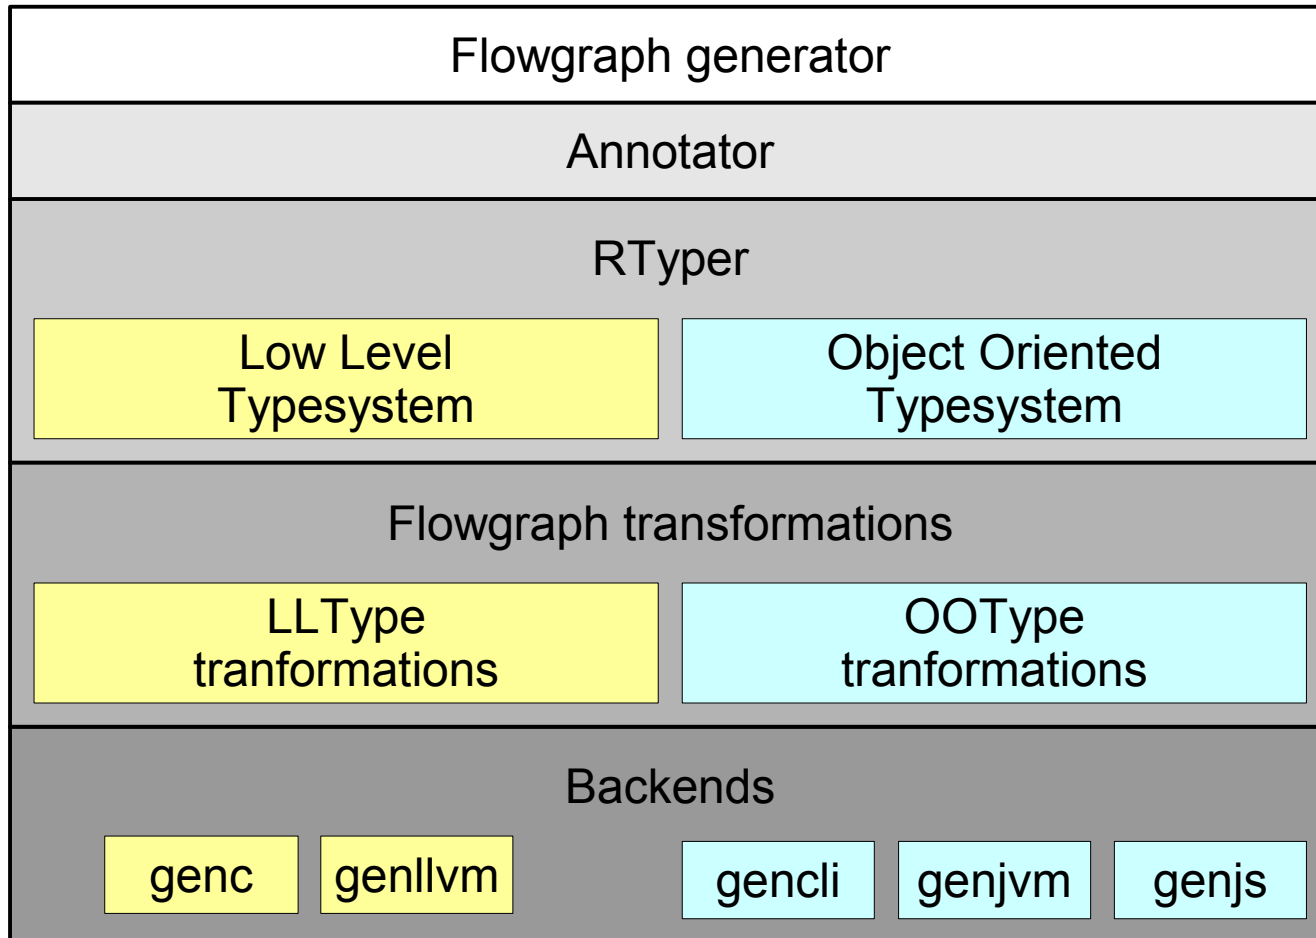 Flowgraph generator
Annotator
RTyper
Low Level
Typesystem
Object Oriented
Typesystem
Flowgraph transformations
LLType
tranformations
OOType
tranformations
Backends
genc
genllvm
gencli
genjvm
genjs